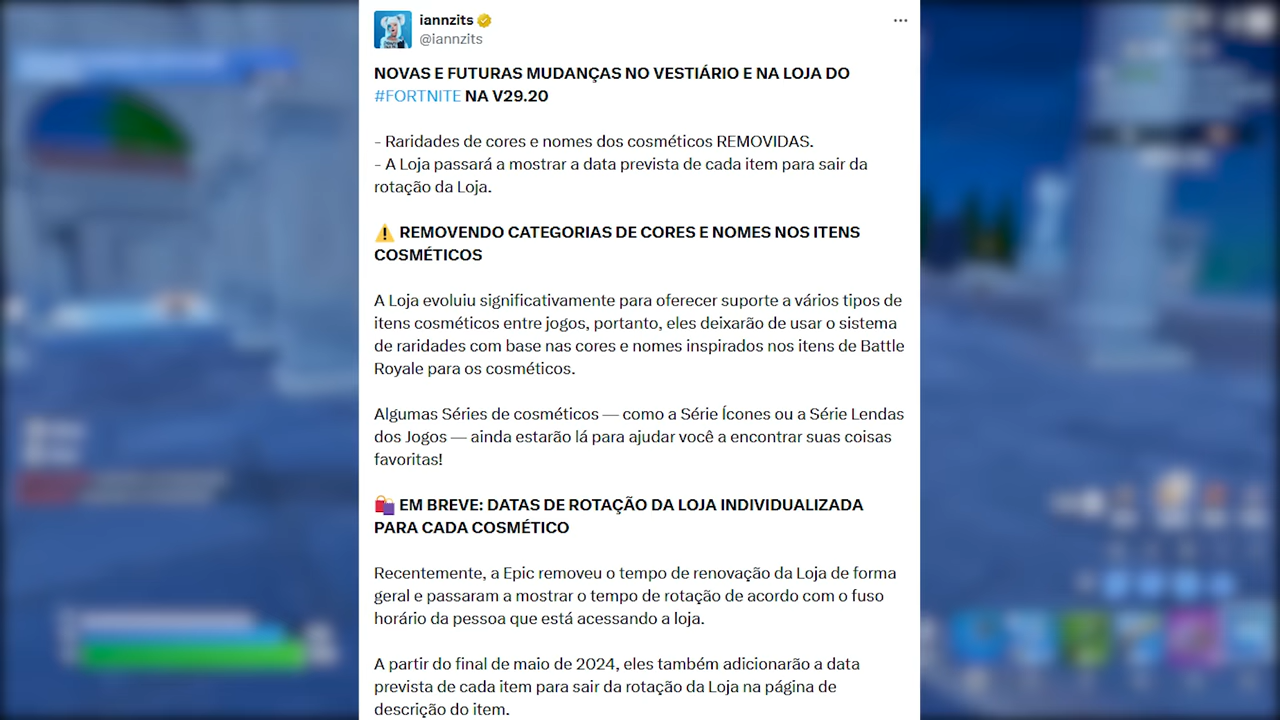 iannzits
@iannzits
NOVAS E FUTURAS MUDANÇAS NO VESTIÁRIO E NA LOJA DO
#FORTNITE NA V29.20
- Raridades de cores e nomes dos cosméticos REMOVIDAS.
- A Loja passará a mostrar a data prevista de cada item para sair da
rotação da Loja.
⚠️ REMOVENDO CATEGORIAS DE CORES E NOMES NOS ITENS
COSMÉTICOS
A Loja evoluiu significativamente para oferecer suporte a vários tipos de
itens cosméticos entre jogos, portanto, eles deixarão de usar o sistema
de raridades com base nas cores e nomes inspirados nos itens de Battle
Royale para os cosméticos.
Algumas Séries de cosméticos — como a Série Ícones ou a Série Lendas
dos Jogos — ainda estarão lá para ajudar você a encontrar suas coisas
favoritas!
🛍️ EM BREVE: DATAS DE ROTAÇÃO DA LOJA INDIVIDUALIZADA
PARA CADA COSMÉTICO
Recentemente, a Epic removeu o tempo de renovação da Loja de forma
geral e passaram a mostrar o tempo de rotação de acordo com o fuso
horário da pessoa que está acessando a loja.
A partir do final de maio de 2024, eles também adicionarão a data
prevista de cada item para sair da rotação da Loja na página de
descrição do item.